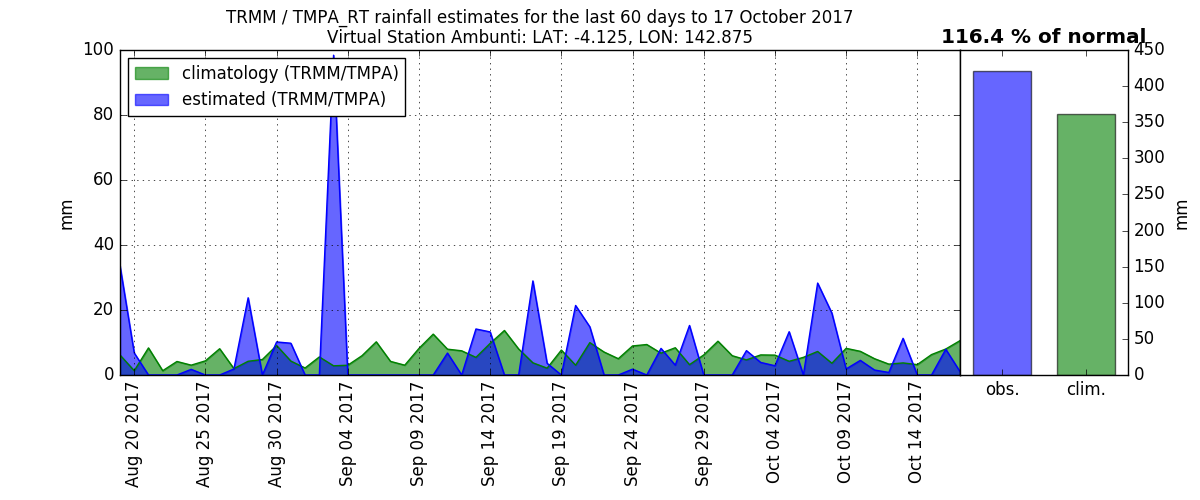 TRMM / TMPA_RT rainfall estimates for the last 60 days to 17 October 2017
Virtual Station Ambunti: LAT: -4.125, LON: 142.875
116.4 % of normal
climatology (TRMM/TMPA)
estimated (TRMM/TMPA)
100
80
60
40
20
0
mm
450
400
350
300
250
200
150
100
50
0
mm
obs.
clim.
Aug 20 2017
Aug 25 2017
Aug 30 2017
Sep 04 2017
Sep 09 2017
Sep 14 2017
Sep 19 2017
Sep 24 2017
Sep 29 2017
Oct 04 2017
Oct 09 2017
Oct 14 2017